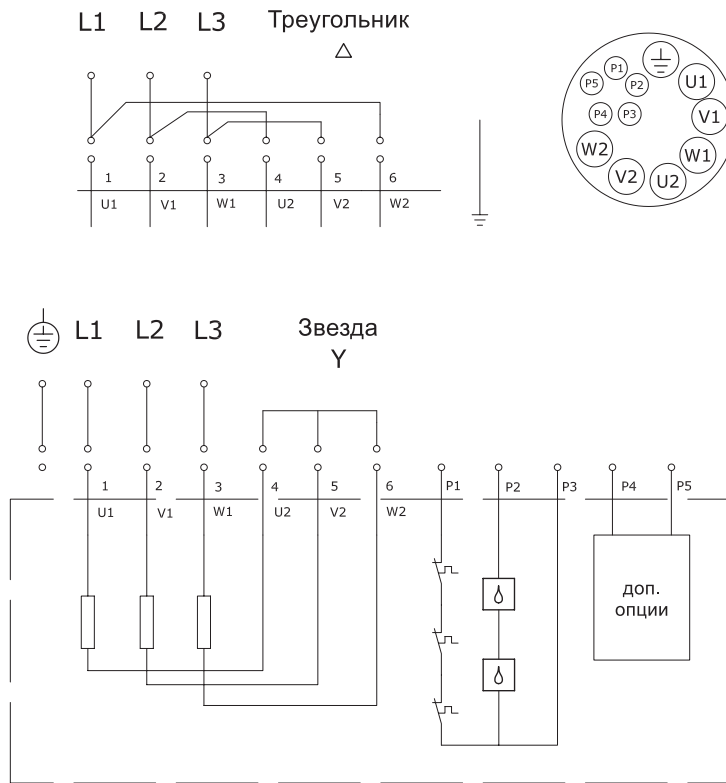 L1 L2 L3 Треугольник
△
1 2 3 4 5 6
U1 V1 W1 U2 V2 W2
P1
P5 P2 U1
P4 P3 V1
W2 W1
V2 U2
L1 L2 L3 Звезда
Y
1 2 3 4 5 6 P1 P2 P3 P4 P5
U1 V1 W1 U2 V2 W2
доп.
опции